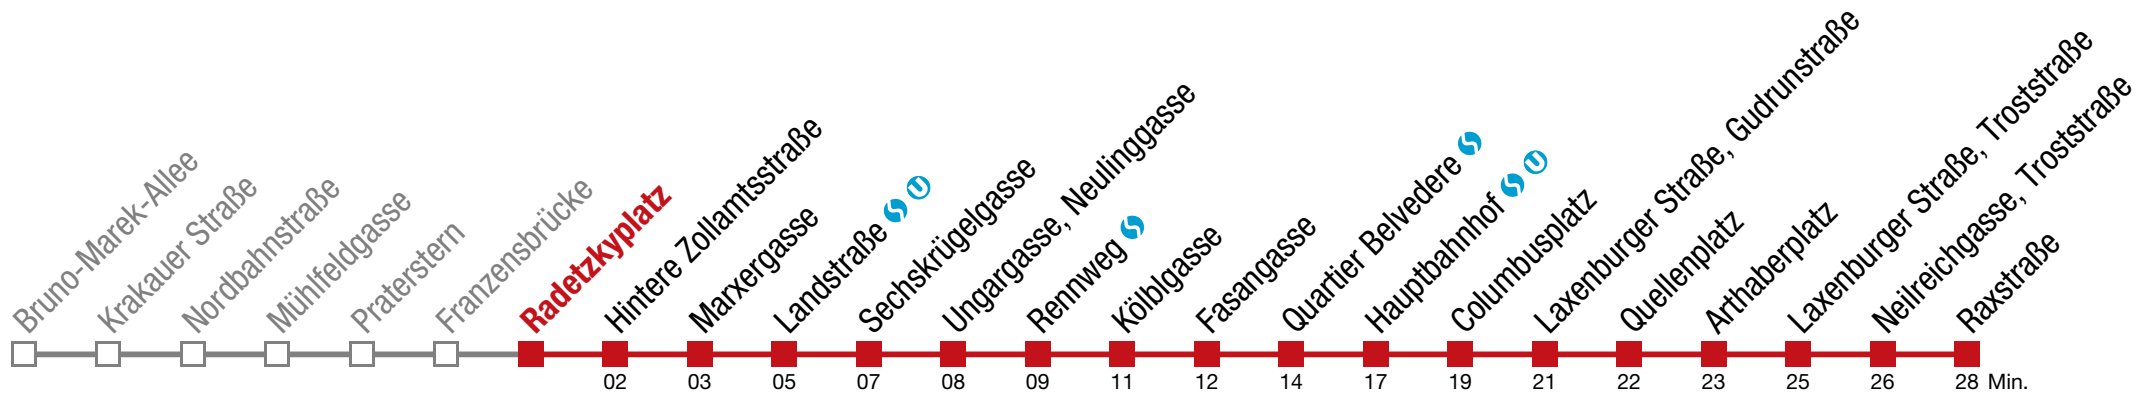 Bruno-Marek-Allee
Krakauer Straße
Nordbahnstraße
Mühlfeldgasse
Praterstern
Franzensbrücke
Radetzkyplatz
Hintere Zollamtsstraße
Marxergasse
Landstraße S U
Sechskrügelgasse
Ungargasse, Neulinggasse
Rennweg S
Kölblgasse
Fasangasse
Quartier Belvedere S
Hauptbahnhof S U
Columbusplatz
Laxenburger Straße, Gudrunstraße
Quellenplatz
Arthaberplatz
Laxenburger Straße, Troststraße
Neilreichgasse, Troststraße
Raxstraße
02 03 05 07 08 09 11 12 14 17 19 21 22 23 25 26 28 Min.